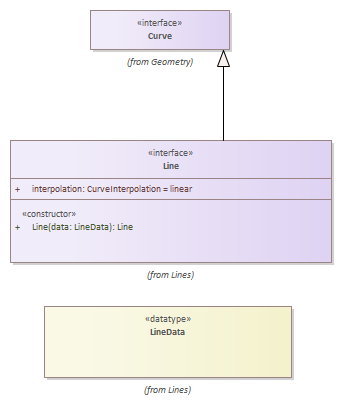 «interface»
Curve
(from Geometry)
«interface»
Line
+ interpolation: CurveInterpolation = linear
«constructor»
+ Line(data: LineData): Line
(from Lines)
«datatype»
LineData
(from Lines)